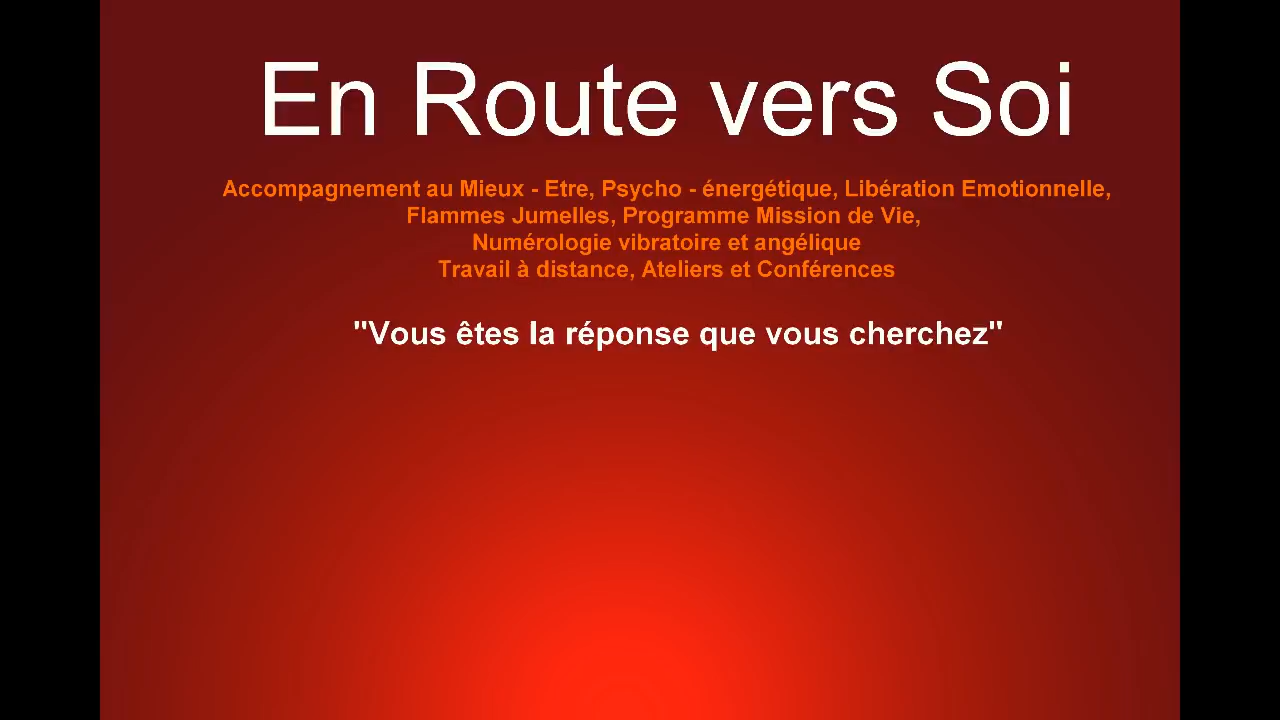 En Route vers Soi
Accompagnement au Mieux - Etre, Psycho - énergétique, Libération Emotionnelle,
Flammes Jumelles, Programme Mission de Vie,
Numérologie vibratoire et angélique
Travail à distance, Ateliers et Conférences
"Vous êtes la réponse que vous cherchez"